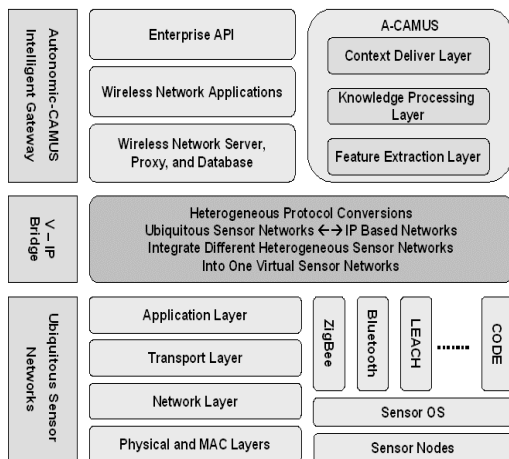 Autonomic-CAMUS
Intelligent Gateway
Enterprise API
Wireless Network Applications
Wireless Network Server,
Proxy, and Database
A-CAMUS
Context Deliver Layer
Knowledge Processing
Layer
Feature Extraction Layer
V – IP
Bridge
Heterogeneous Protocol Conversions
Ubiquitous Sensor Networks ←→ IP Based Networks
Integrate Different Heterogeneous Sensor Networks
Into One Virtual Sensor Networks
Ubiquitous Sensor
Networks
Application Layer
Transport Layer
Network Layer
Physical and MAC Layers
ZigBee
Bluetooth
LEACH
.......
CODE
Sensor OS
Sensor Nodes